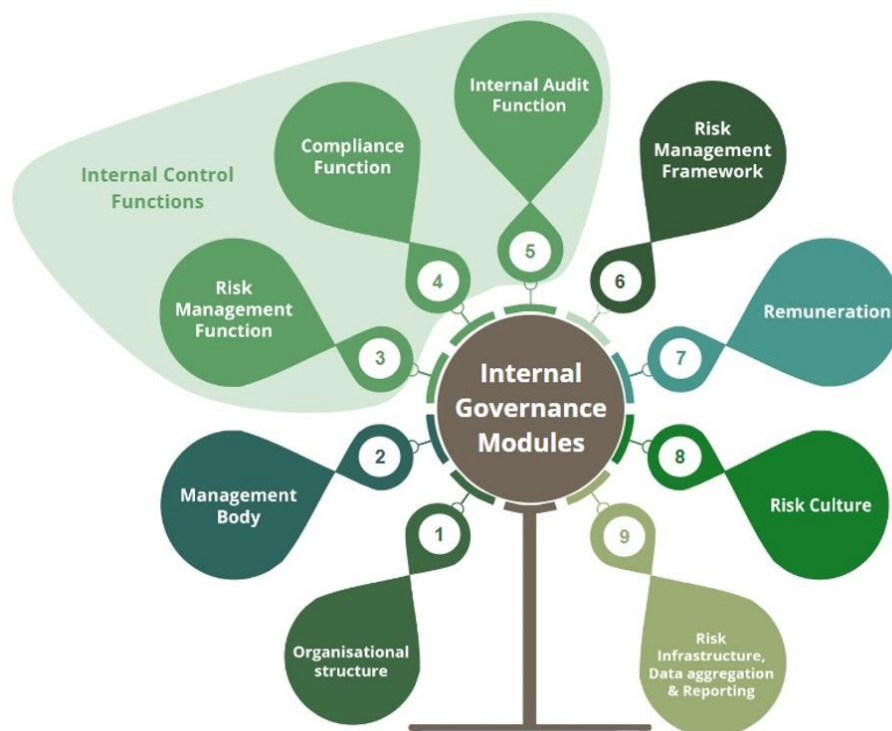 Internal Audit
Function
Compliance
Function
Risk
Management
Framework
Internal Control
Functions
5
4
6
Risk
Management
Function
Remuneration
3
7
Internal
Governance
Modules
2
8
Management
Body
Risk Culture
1
9
Organisational
structure
Risk
Infrastructure,
Data aggregation
& Reporting